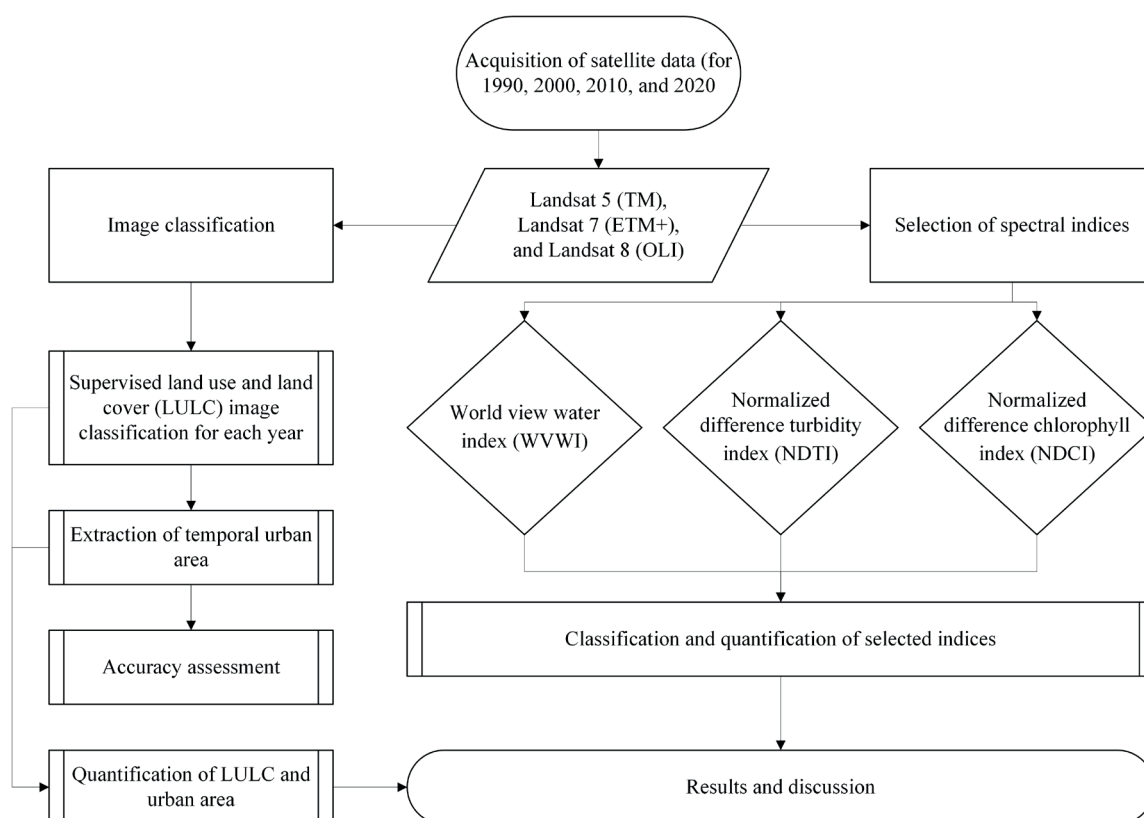 Acquisition of satellite data (for
1990, 2000, 2010, and 2020
Image classification
Landsat 5 (TM),
Landsat 7 (ETM+),
and Landsat 8 (OLI)
Selection of spectral indices
Supervised land use and land
cover (LULC) image
classification for each year
World view water
index (WVWI)
Normalized
difference turbidity
index (NDTI)
Normalized
difference chlorophyll
index (NDCI)
Extraction of temporal urban
area
Accuracy assessment
Classification and quantification of selected indices
Quantification of LULC and
urban area
Results and discussion